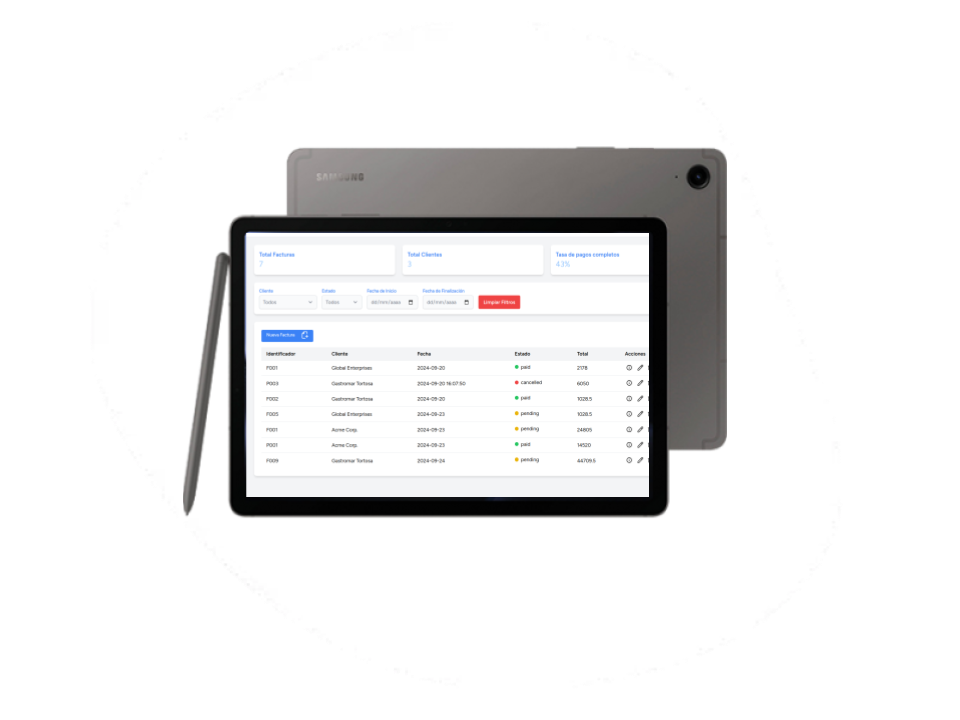 SAMSUNG
Total Facturas Total Clientes Tasa de pagos completos
7 3 43%
Cliente Estado Fecha de Inicio Fecha de Finalización
Todos Todos dd/mm/aaaa dd/mm/aaaa Limpiar Filtros
Nueva Factura
Identificador Cliente Fecha Estado Total Acciones
F001 Global Enterprises 2024-09-20 paid 2178
P003 Gastromar Tortosa 2024-09-20 16:07:50 cancelled 6050
F002 Gastromar Tortosa 2024-09-20 paid 1028.5
F005 Global Enterprises 2024-09-23 pending 1028.5
F001 Acme Corp. 2024-09-23 pending 24805
P001 Acme Corp. 2024-09-23 paid 14520
F009 Gastromar Tortosa 2024-09-24 pending 44709.5